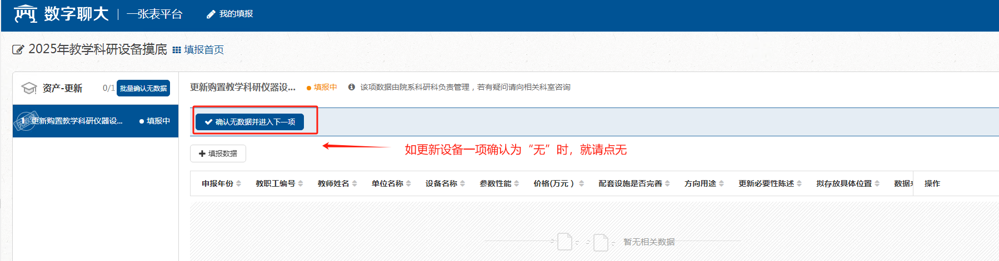 数字聊大 | 一张表平台 我的填报
2025年教学科研设备摸底 填报首页
资产-更新 0/1 批量确认无数据
更新购置教学科研仪器设... 填报中 该项数据由院系科研科负责管理，若有疑问请向相关科室咨询
1 更新购置教学科研仪器设... 填报中
无数据
确认无数据并进入下一项
填报数据
如更新设备一项确认为“无”时，就请点无
申报年份 教职工编号 教师姓名 单位名称 设备名称 参数性能 价格(万元 ) 配套设施是否完善 方向用途 更新必要性陈述 拟存放具体位置 数据 操作
暂无相关数据